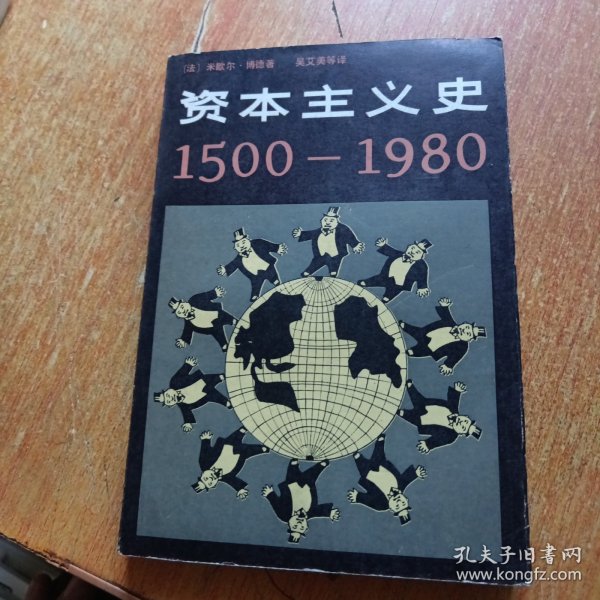 〔法〕米歇尔·博德著 吴艾美等译
资本主义史
1500－1980
孔夫子旧书网
www.kongfz.com